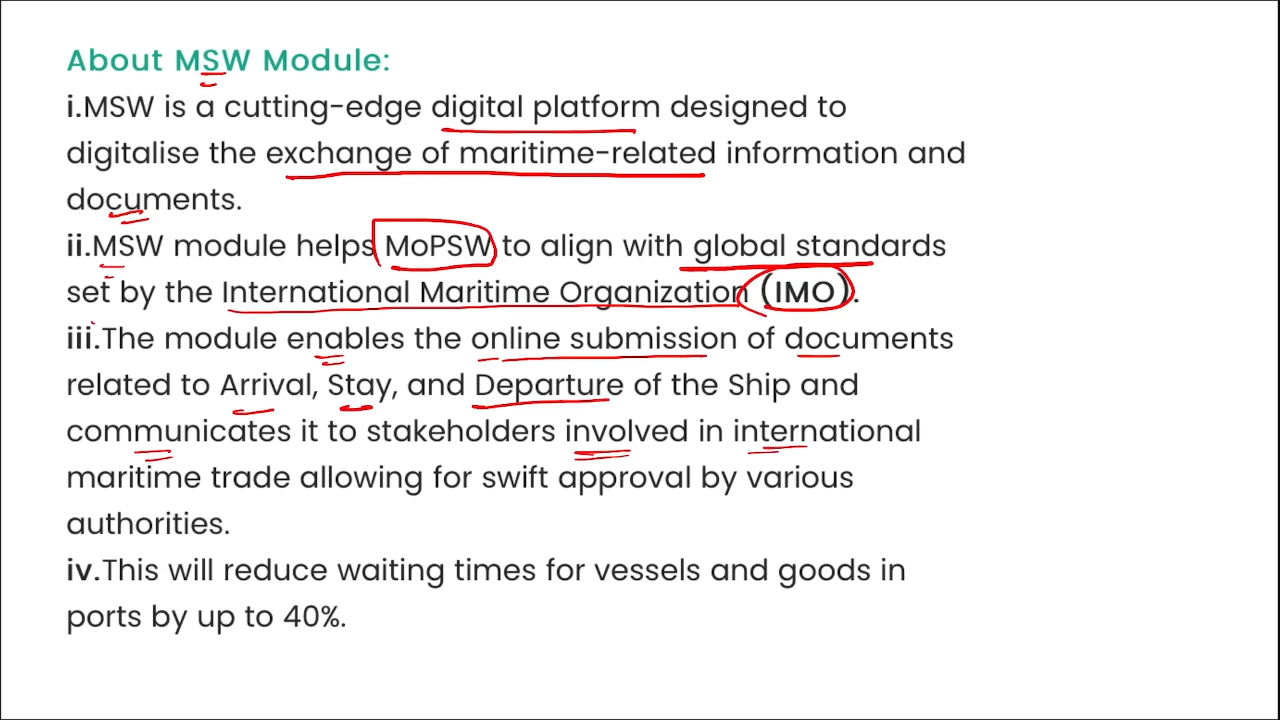 About MSW Module:
i.MSW is a cutting-edge digital platform designed to
digitalise the exchange of maritime-related information and
documents.
ii.MSW module helps MoPSW to align with global standards
set by the International Maritime Organization (IMO).
iii.The module enables the online submission of documents
related to Arrival, Stay, and Departure of the Ship and
communicates it to stakeholders involved in international
maritime trade allowing for swift approval by various
authorities.
iv.This will reduce waiting times for vessels and goods in
ports by up to 40%.